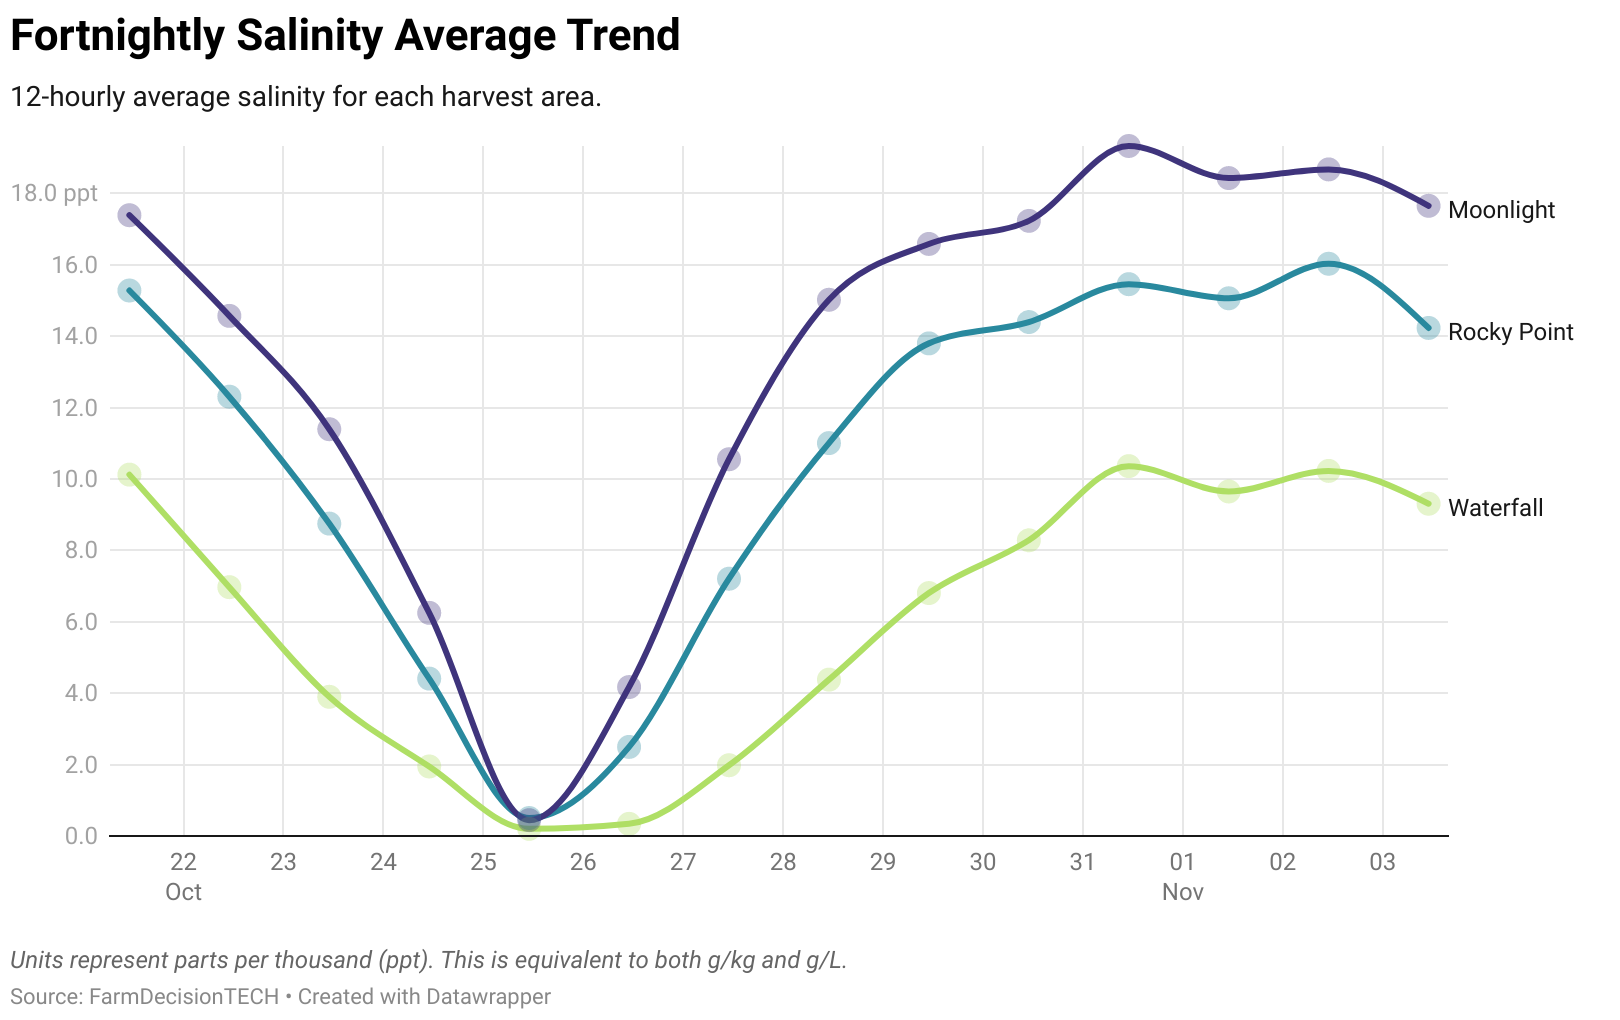 Fortnightly Salinity Average Trend
12-hourly average salinity for each harvest area.
18.0 ppt
16.0
14.0
12.0
10.0
8.0
6.0
4.0
2.0
0.0
Moonlight
Rocky Point
Waterfall
22 23 24 25 26 27 28 29 30 31 01 02 03
Oct Nov
Units represent parts per thousand (ppt). This is equivalent to both g/kg and g/L.
Source: FarmDecisionTECH • Created with Datawrapper